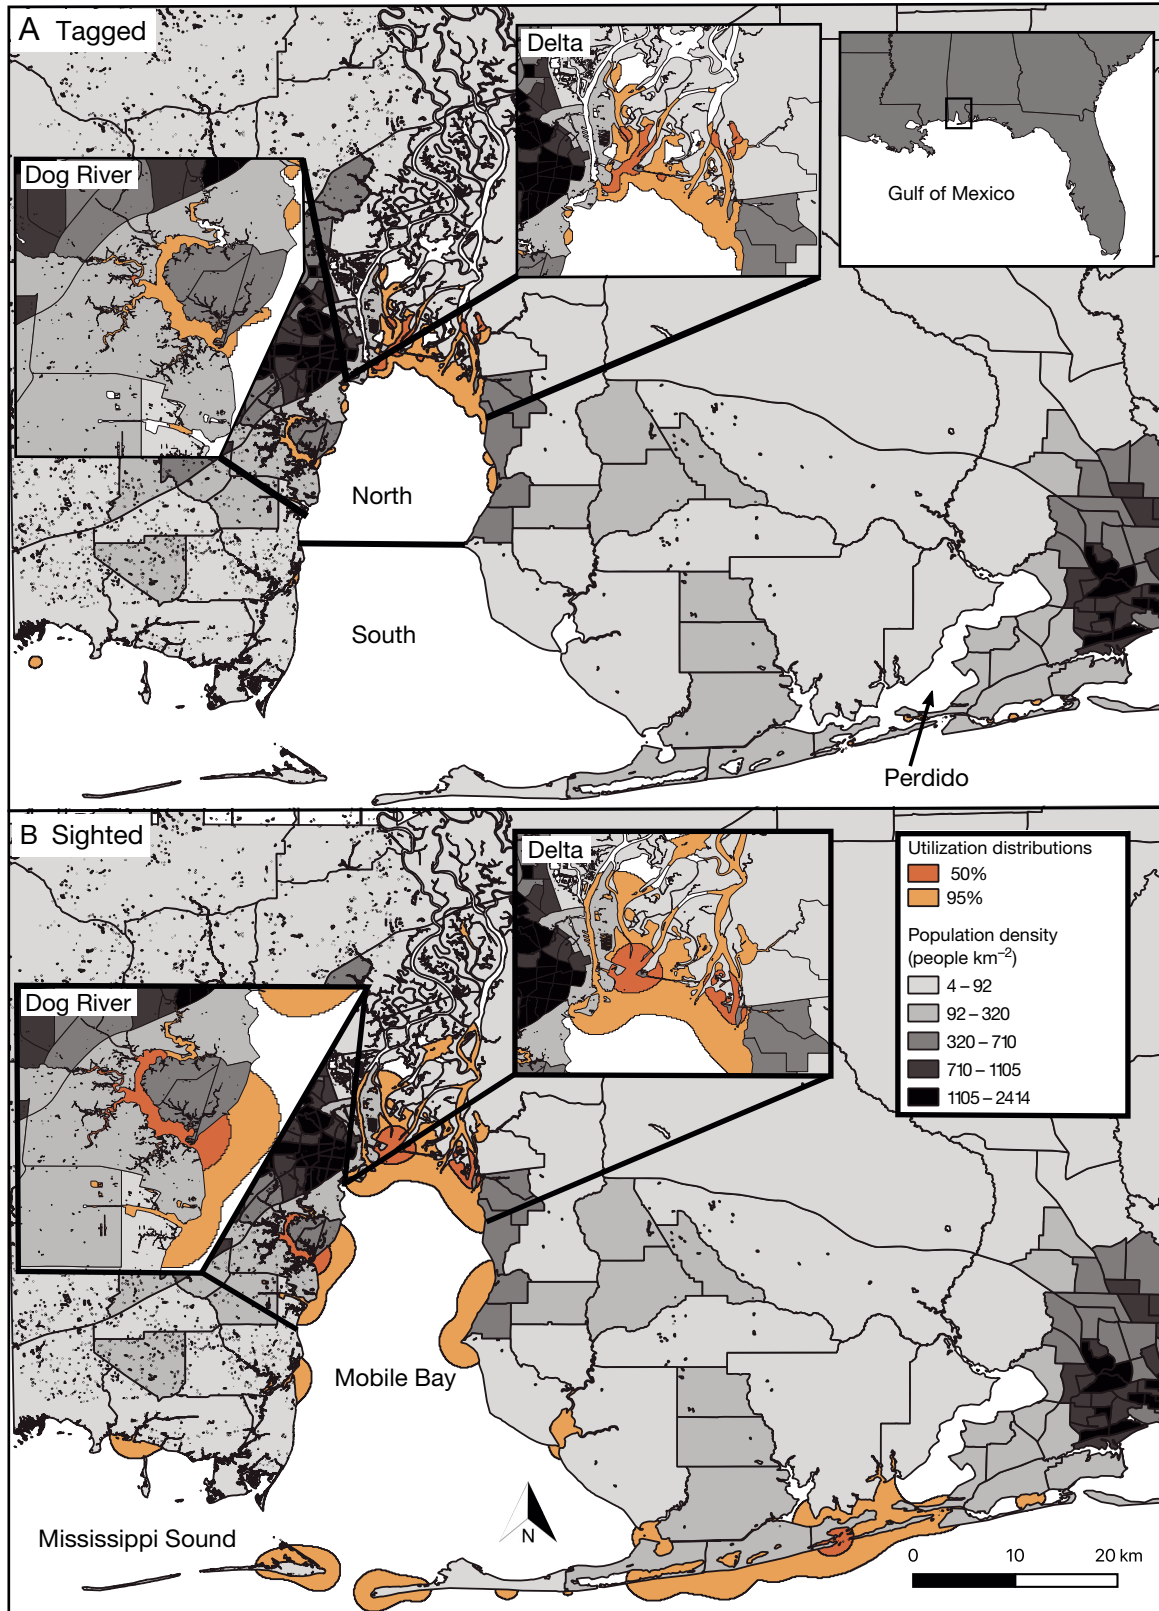 A Tagged
Delta
Dog River
Gulf of Mexico
North
South
Perdido
B Sighted
Delta
Utilization distributions
50%
95%
Population density
(people km⁻²)
4 – 92
92 – 320
320 – 710
710 – 1105
1105 – 2414
Dog River
Mobile Bay
Mississippi Sound
N
0 10 20 km